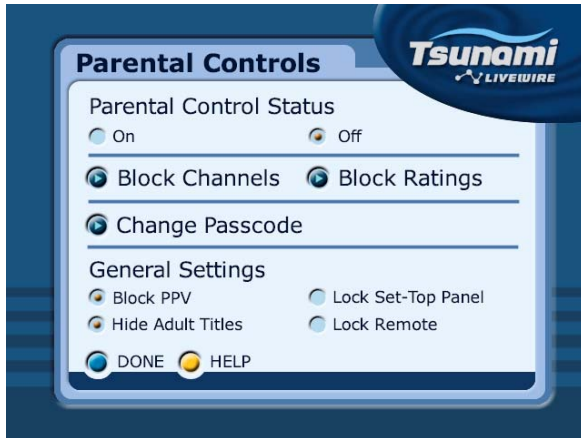 Parental Controls
Tsunami
LIVEWIRE
Parental Control Status
On Off
Block Channels Block Ratings
Change Passcode
General Settings
Block PPV Lock Set-Top Panel
Hide Adult Titles Lock Remote
DONE HELP